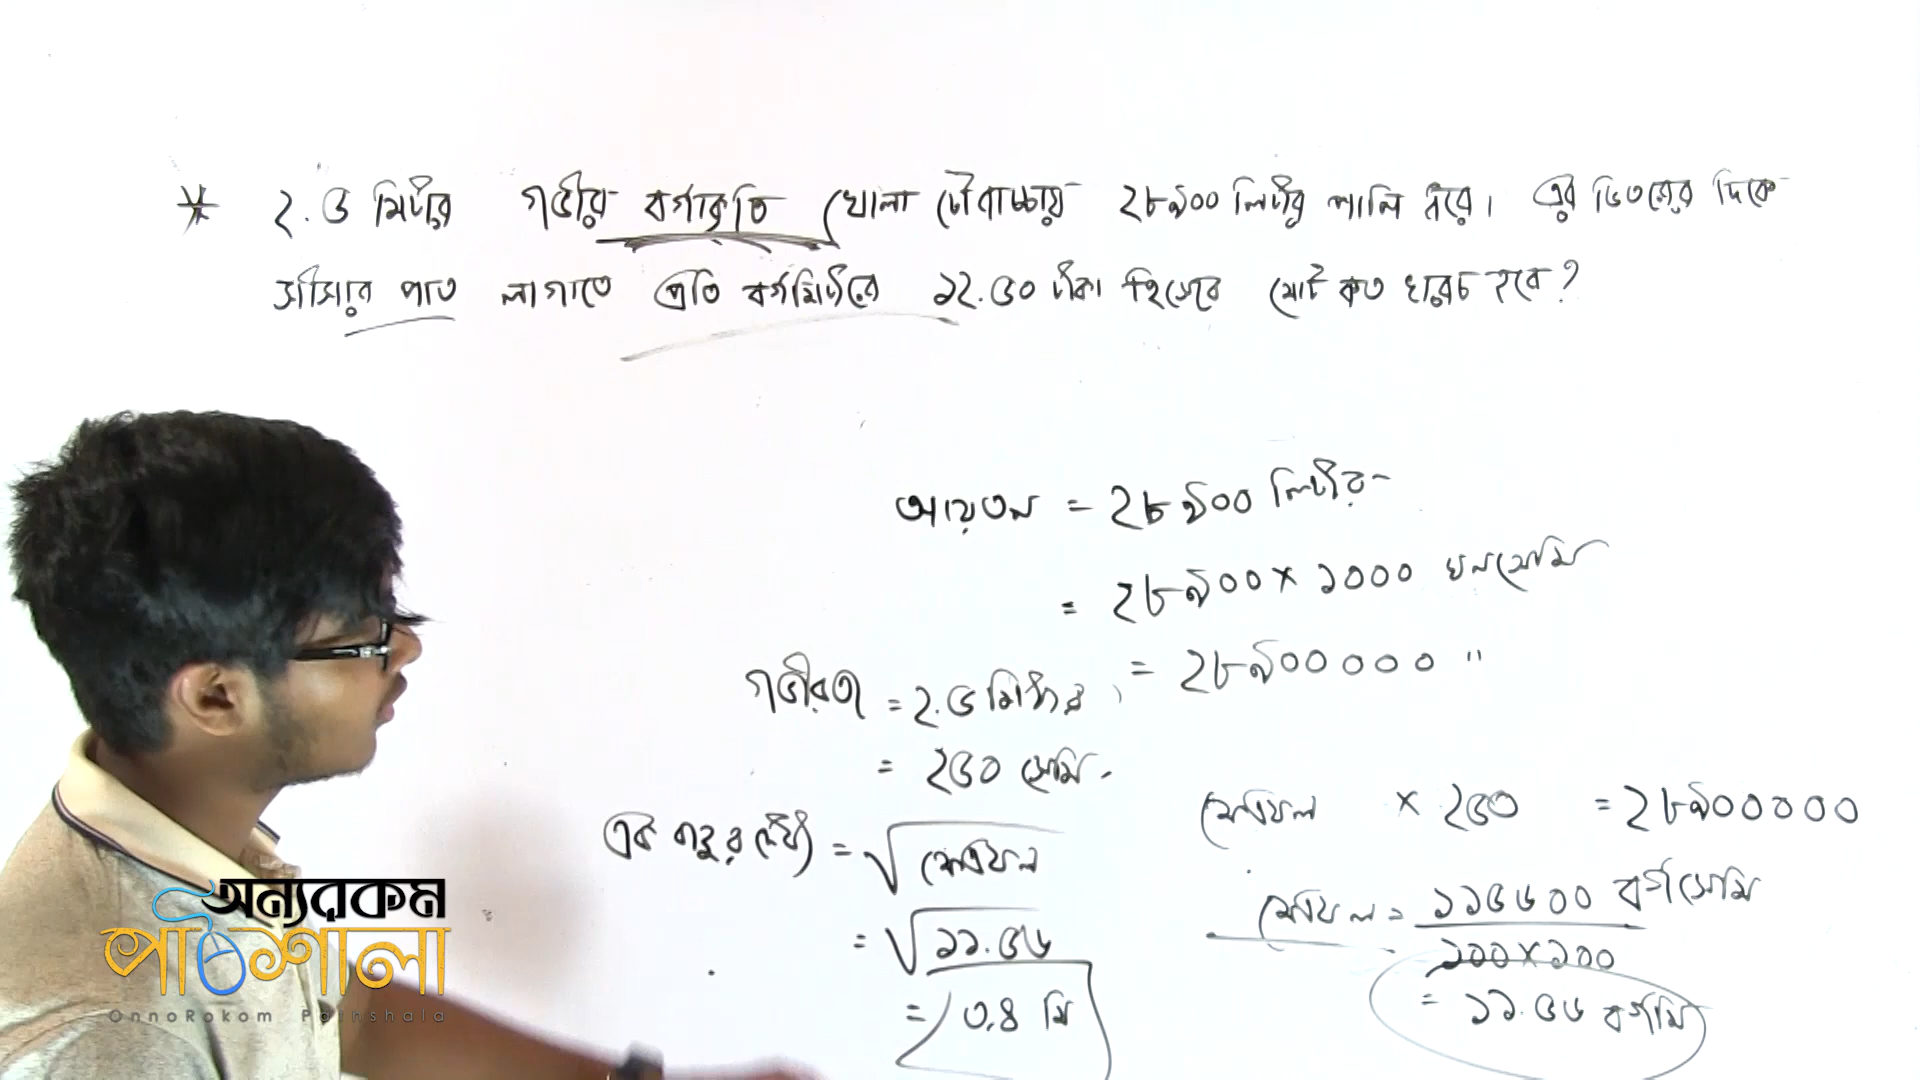 * ২.৫ মিটার গভীর বর্গাকৃতি খোলা চৌবাচ্চায় ২৮৯০০ লিটার পানি ধরে। এর ভিতরের দিকে
সীসার পাত লাগাতে প্রতি বর্গমিটারে ১২.৫০ টাকা হিসেবে মোট কত খরচ হবে?
আয়তন = ২৮৯০০ লিটার
= ২৮৯০০ × ১০০০ ঘনসেমি
= ২৮৯০০০০০ "
গভীরতা = ২.৫ মিটার
= ২৫০ সেমি
ক্ষেত্রফল × ২৫০ = ২৮৯০০০০০
এক বাহুর দৈর্ঘ্য = √ক্ষেত্রফল
ক্ষেত্রফল = ১১৫৬০০ বর্গসেমি
১০০×১০০
= √১১.৫৬
= ১১.৫৬ বর্গমি
= ৩.৪ মি
অন্যরকম
পাঠশালা
OnnoRokom Pathshala